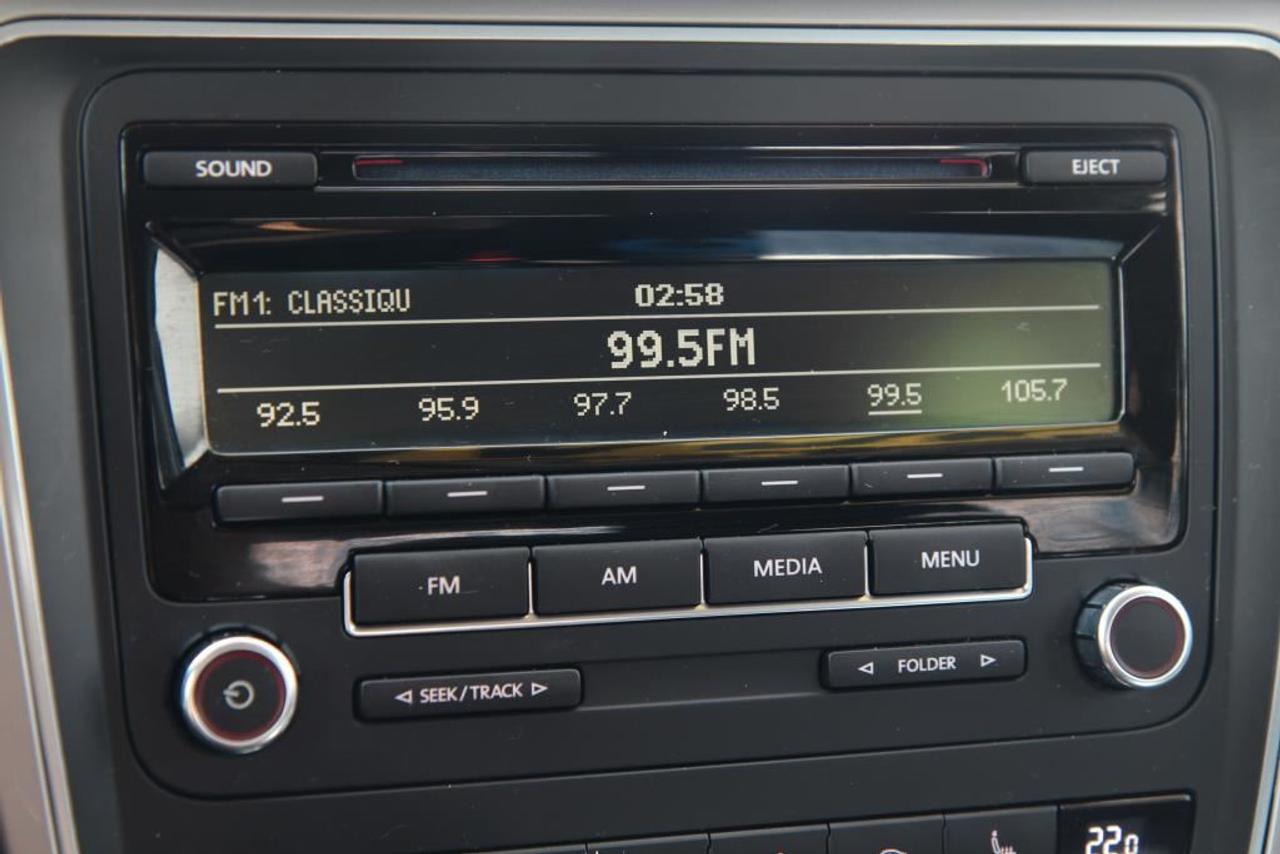 SOUND EJECT
FM1: CLASSIQU 02:58
99.5FM
92.5 95.9 97.7 98.5 99.5 105.7
FM AM MEDIA MENU
SEEK/TRACK FOLDER
22